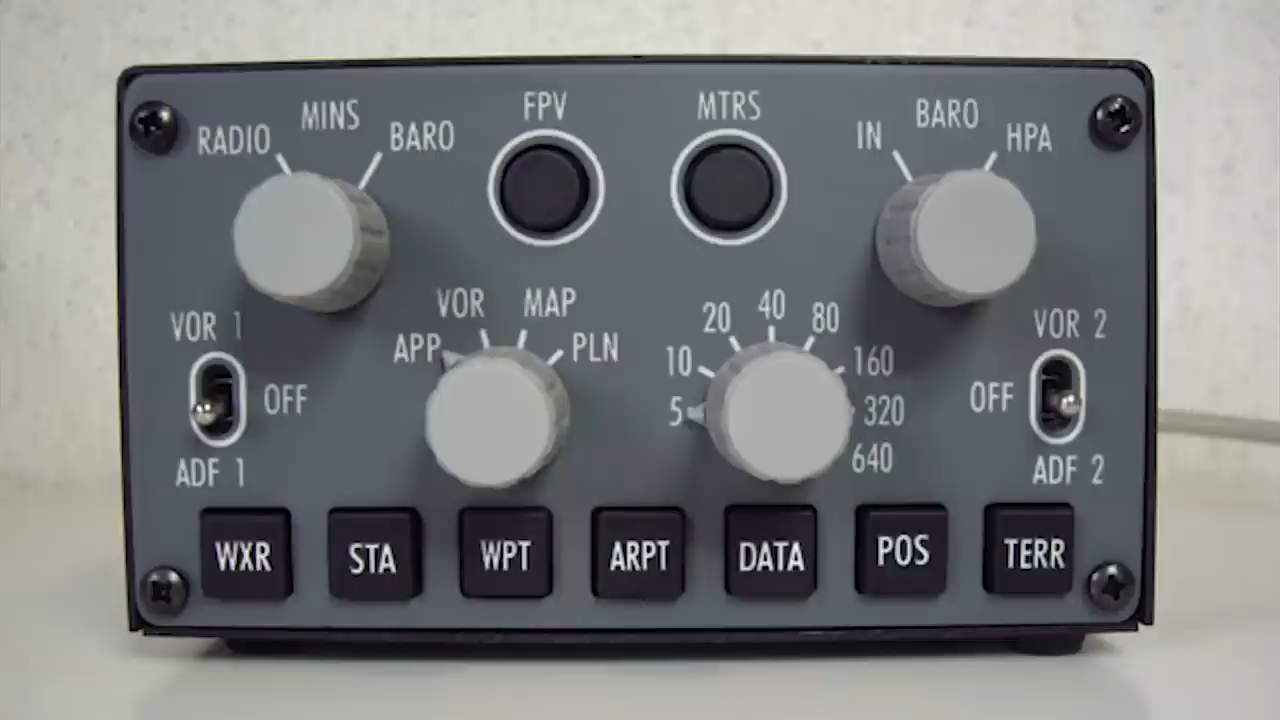 RADIO MINS BARO
FPV
MTRS
IN BARO HPA
VOR 1
OFF
ADF 1
APP VOR MAP PLN
5 10 20 40 80 160 320 640
VOR 2
OFF
ADF 2
WXR STA WPT ARPT DATA POS TERR